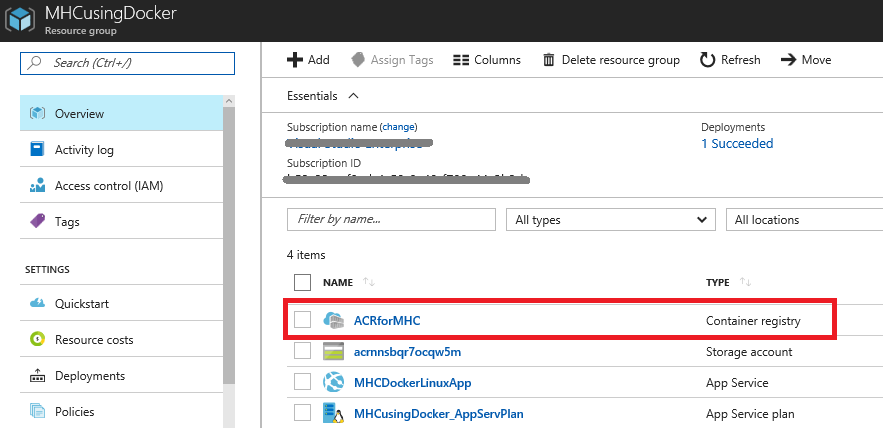 MHCusingDocker
Resource group
Search (Ctrl+/)
Add
Assign Tags
Columns
Delete resource group
Refresh
Move
Overview
Activity log
Access control (IAM)
Tags
SETTINGS
Quickstart
Resource costs
Deployments
Policies
Essentials
Subscription name (change)
Deployments
1 Succeeded
Subscription ID
Filter by name...
All types
All locations
4 items
NAME TYPE
ACRforMHC Container registry
acrnnsbqr7ocqw5m Storage account
MHCDockerLinuxApp App Service
MHCusingDocker_AppServPlan App Service plan